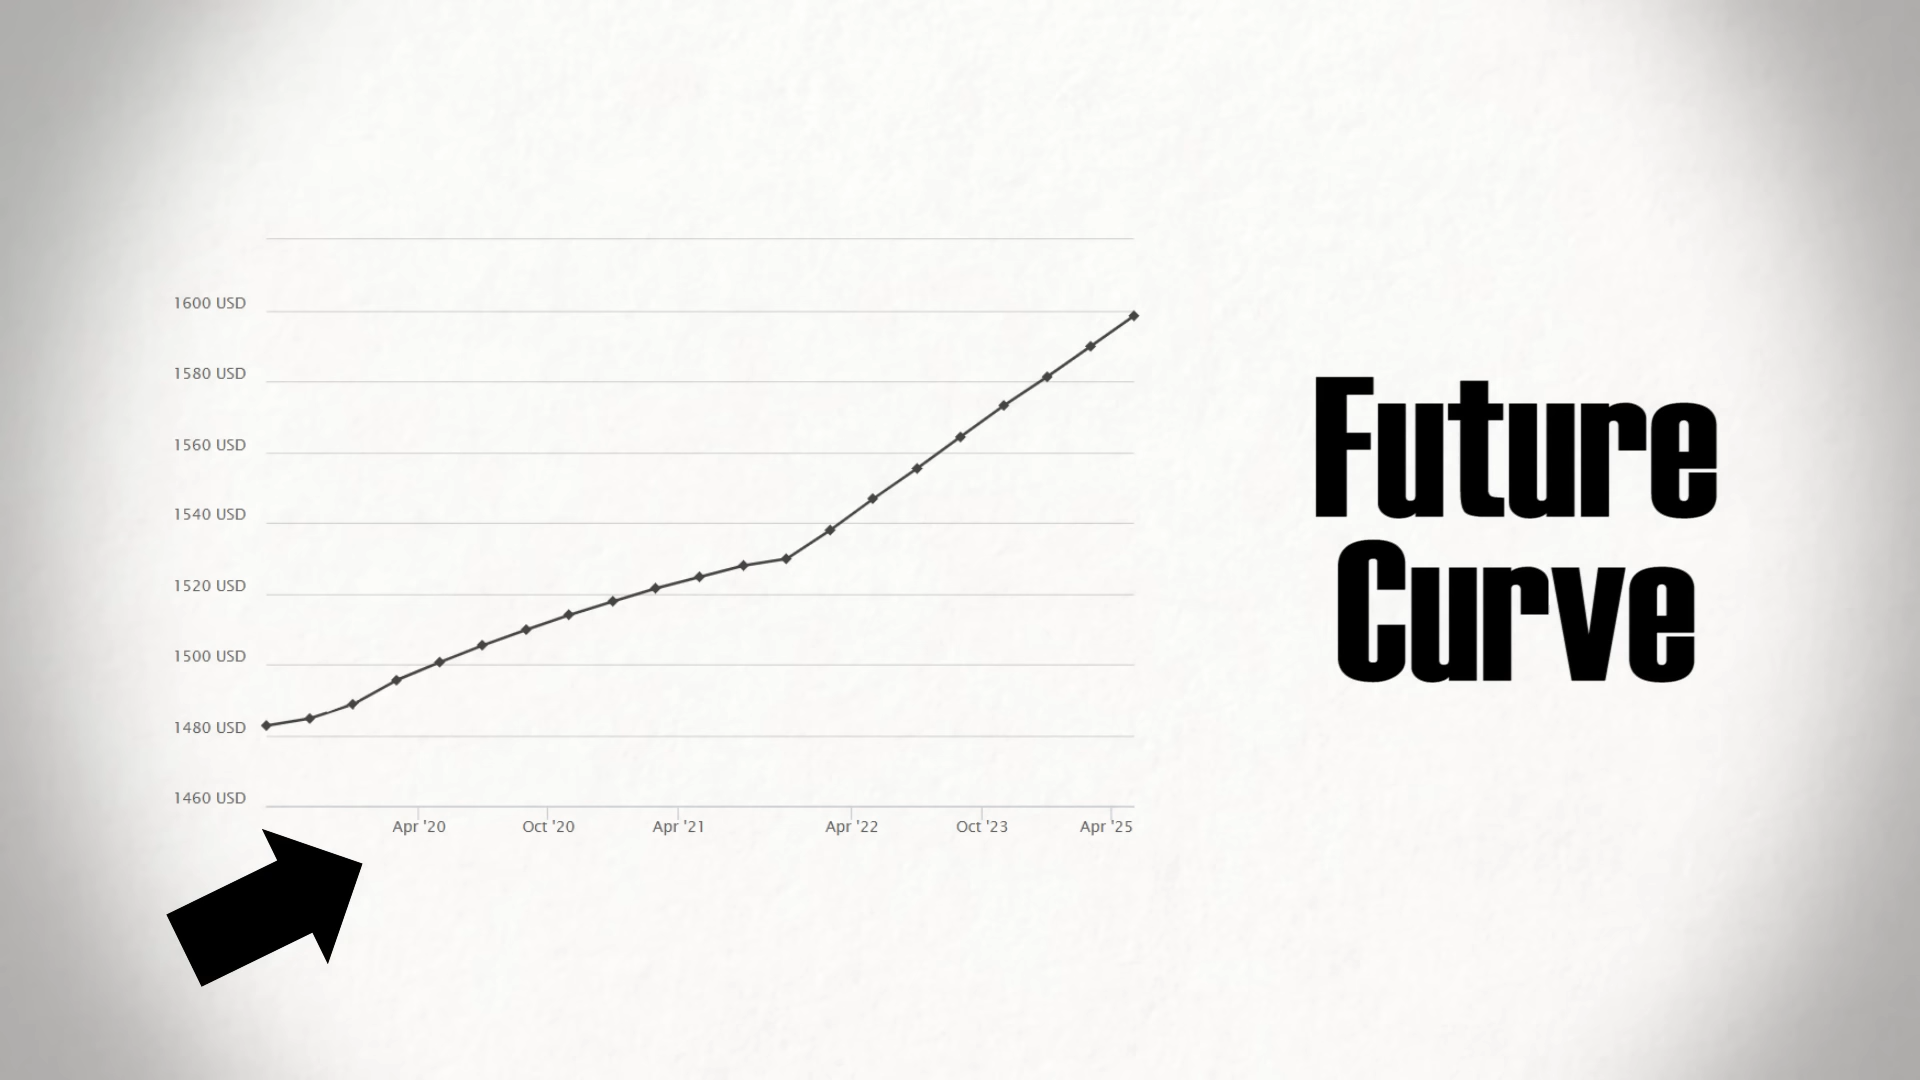 1600 USD
1580 USD
1560 USD
1540 USD
1520 USD
1500 USD
1480 USD
1460 USD
Apr '20 Oct '20 Apr '21 Apr '22 Oct '23 Apr '25
Future
Curve